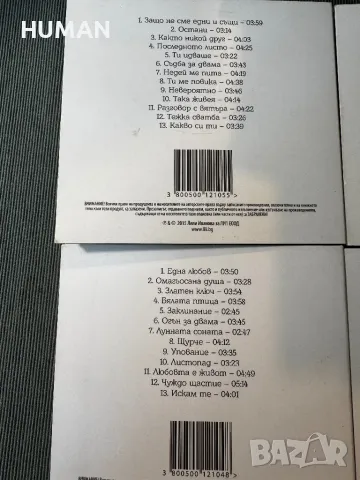 HUMAN
1. Защо не сме едни и същи – 03:59
2. Остани – 03:14
3. Както никой друг – 04:03
4. Последното листо – 04:25
5. Ти идваше – 03:22
6. Съдба за двама – 03:43
7. Недей ме пита – 04:19
8. Ти ме повика – 04:38
9. Невероятно – 03:46
10. Така живея – 04:14
11. Разговор с вятъра – 04:22
12. Тежка сватба – 03:26
13. Какво си ти – 03:39
3 800500 121055 >
1. Една любов – 03:50
2. Омагьосана душа – 03:28
3. Златен ключ – 03:54
4. Бялата птица – 03:58
5. Заклинание – 02:45
6. Огън за двама – 03:45
7. Лунната соната – 02:47
8. Щурче – 04:12
9. Упование – 03:35
10. Листопад – 03:23
11. Любовта е живот – 04:49
12. Чуждо щастие – 05:14
13. Искам те – 04:01
3 800500 121048 >
BAZAR
bg